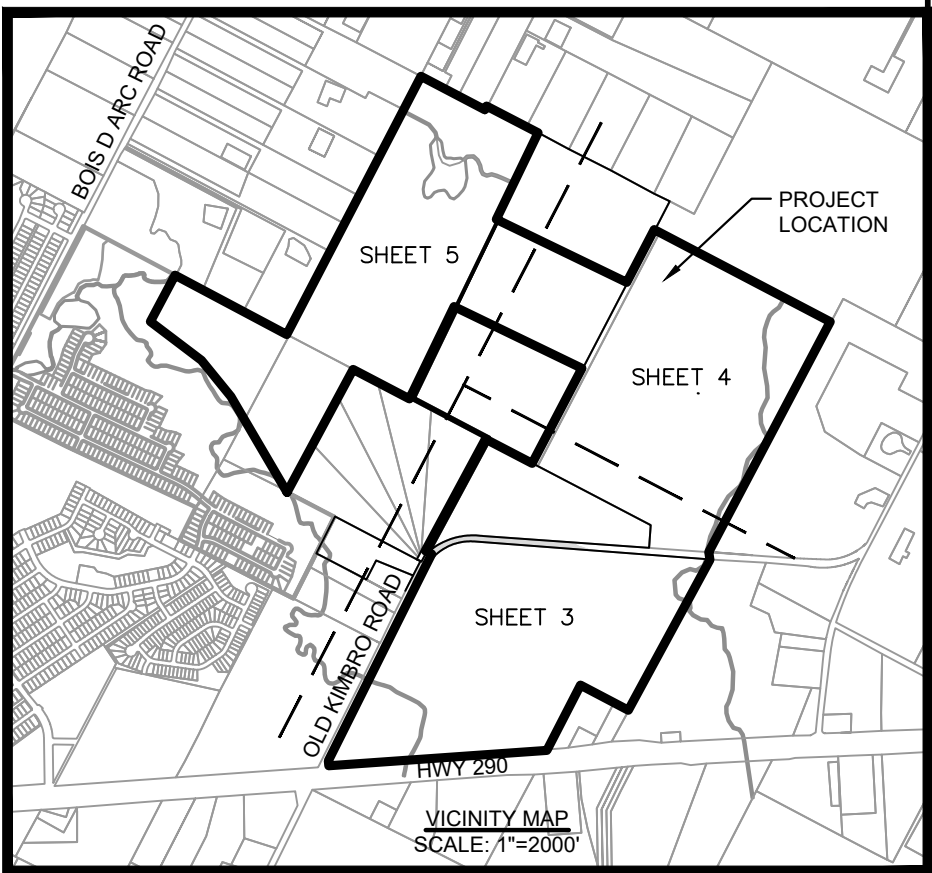 BOIS D ARC ROAD
PROJECT
LOCATION
SHEET 5
SHEET 4
SHEET 3
OLD KIMBRO ROAD
HWY 290
VICINITY MAP
SCALE: 1"=2000'